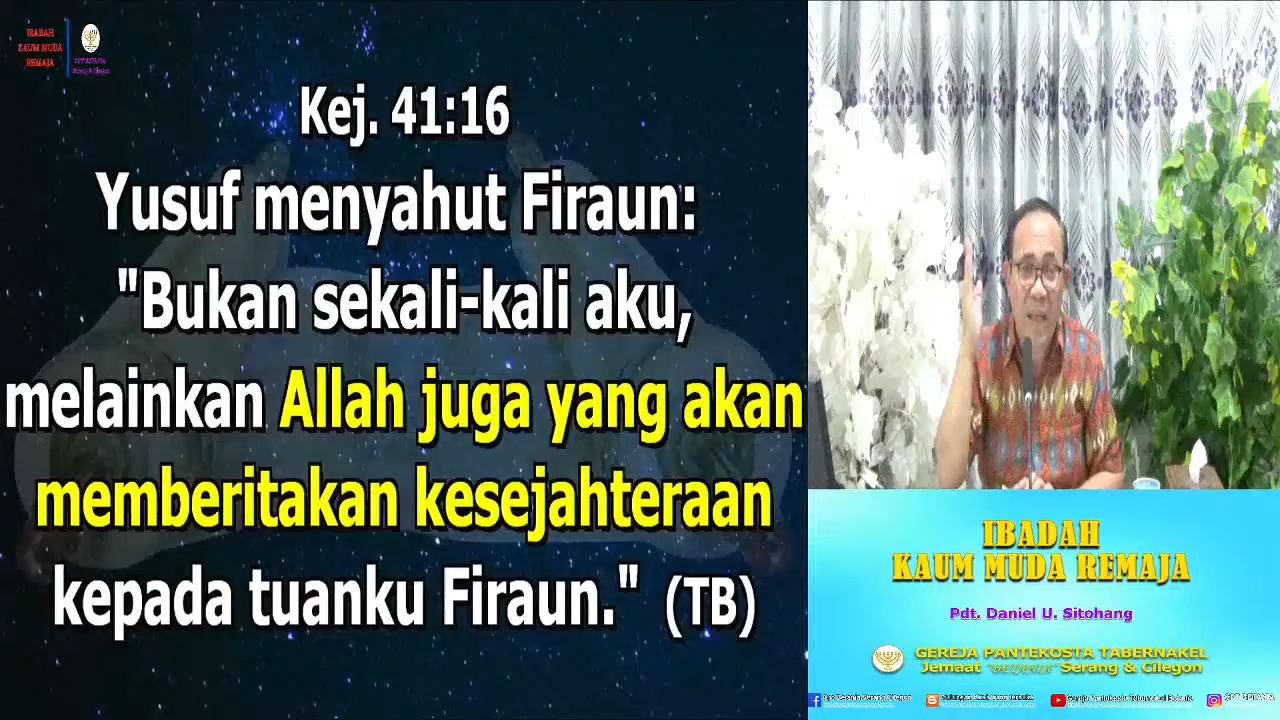 IBADAH
KAUM MUDA
REMAJA
Kej. 41:16
Yusuf menyahut Firaun:
"Bukan sekali-kali aku,
melainkan Allah juga yang akan
memberitakan kesejahteraan
kepada tuanku Firaun." (TB)
IBADAH
KAUM MUDA REMAJA
Pdt. Daniel U. Sitohang
GEREJA PANTEKOSTA TABERNAKEL
Jemaat "BETANIA" Serang & Cilegon